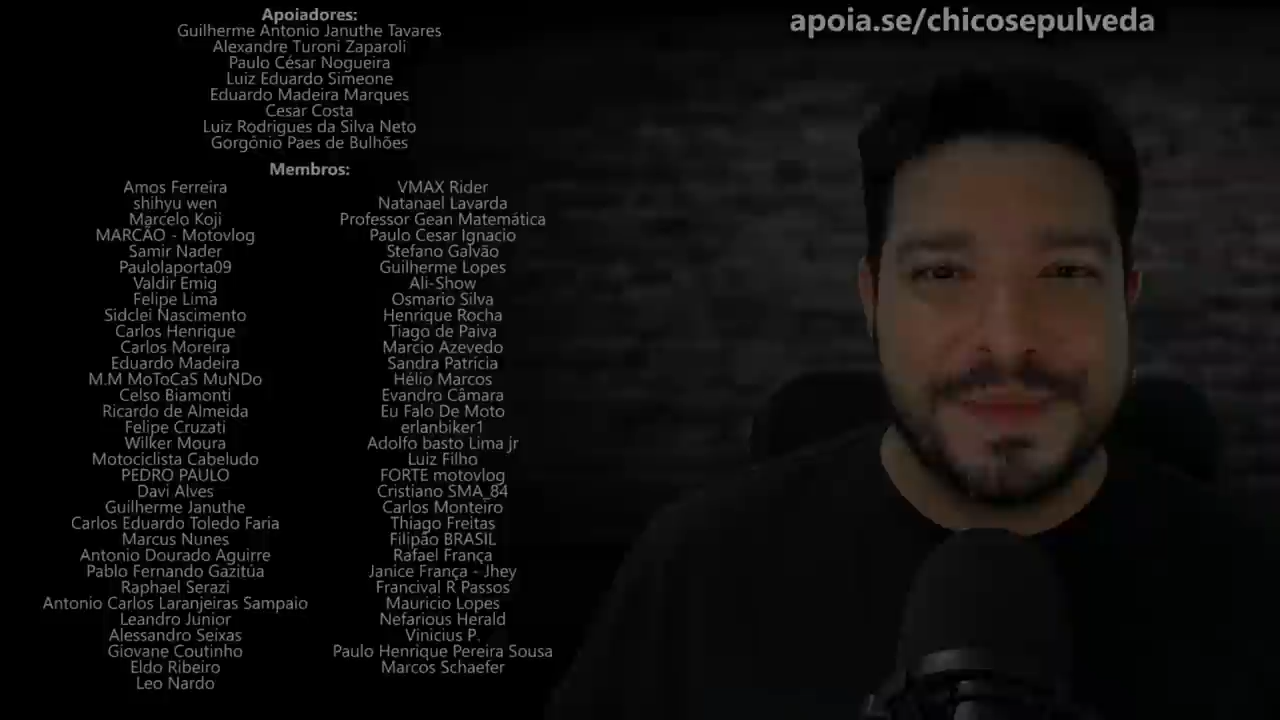 apoia.se/chicosepulveda
Apoiadores:
Guilherme Antonio Januthe Tavares
Alexandre Turoni Zaparoli
Paulo César Nogueira
Luiz Eduardo Simeone
Eduardo Madeira Marques
Cesar Costa
Luiz Rodrigues da Silva Neto
Gorgônio Paes de Bulhões
Membros:
Amos Ferreira
shihyu wen
Marcelo Koji
MARCÃO - Motovlog
Samir Nader
Paulolaporta09
Valdir Emig
Felipe Lima
Sidclei Nascimento
Carlos Henrique
Carlos Moreira
Eduardo Madeira
M.M MoToCaS MuNDo
Celso Biamonti
Ricardo de Almeida
Felipe Cruzati
Wilker Moura
Motociclista Cabeludo
PEDRO PAULO
Davi Alves
Guilherme Januthe
Carlos Eduardo Toledo Faria
Marcus Nunes
Antonio Dourado Aguirre
Pablo Fernando Gazitúa
Raphael Serazi
Antonio Carlos Laranjeiras Sampaio
Leandro Junior
Alessandro Seixas
Giovane Coutinho
Eldo Ribeiro
Leo Nardo
VMAX Rider
Natanael Lavarda
Professor Gean Matemática
Paulo Cesar Ignacio
Stefano Galvão
Guilherme Lopes
Ali-Show
Osmario Silva
Henrique Rocha
Tiago de Paiva
Marcio Azevedo
Sandra Patricia
Hélio Marcos
Evandro Câmara
Eu Falo De Moto
erlanbiker1
Adolfo basto Lima jr
Luiz Filho
FORTE motovlog
Cristiano SMA_84
Carlos Monteiro
Thiago Freitas
Filipão BRASIL
Rafael França
Janice França - Jhey
Francival R Passos
Mauricio Lopes
Nefarious Herald
Vinicius P.
Paulo Henrique Pereira Sousa
Marcos Schaefer